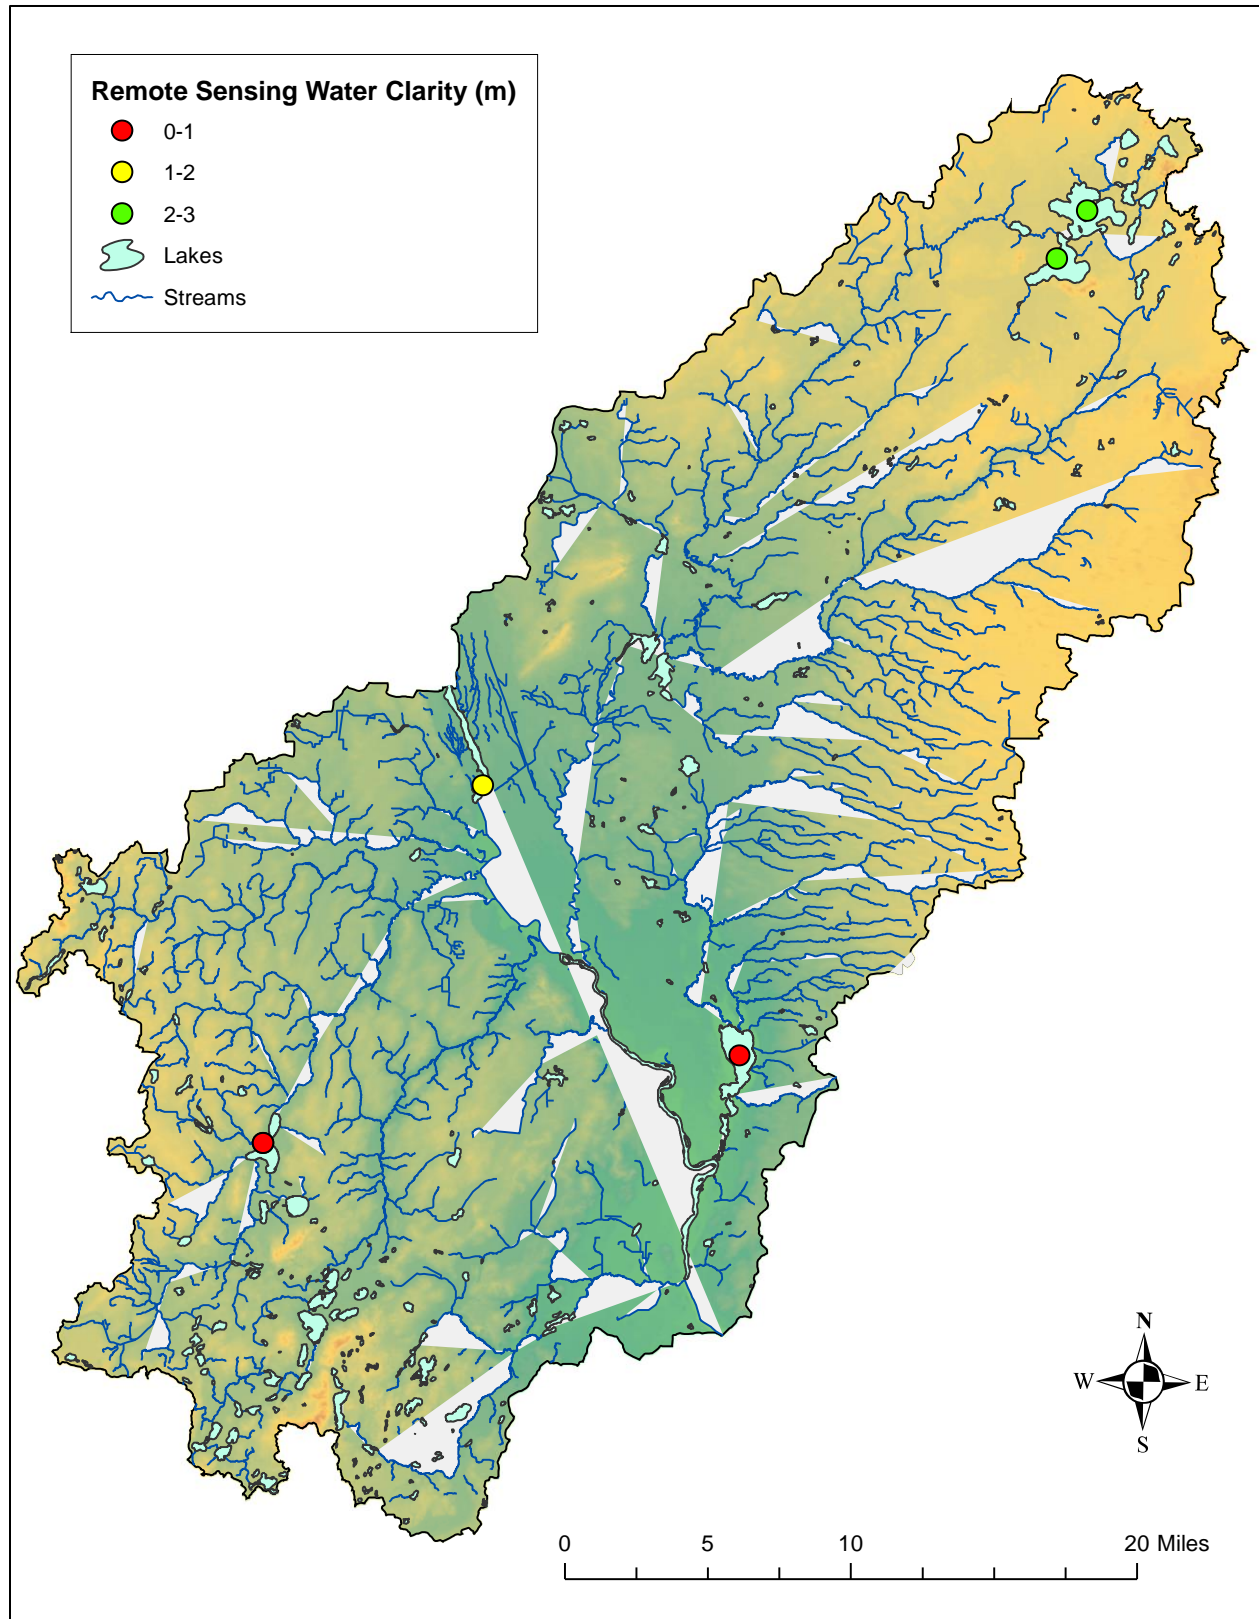 Remote Sensing Water Clarity (m)
0-1
1-2
2-3
Lakes
Streams
N
W E
S
0 5 10 20 Miles